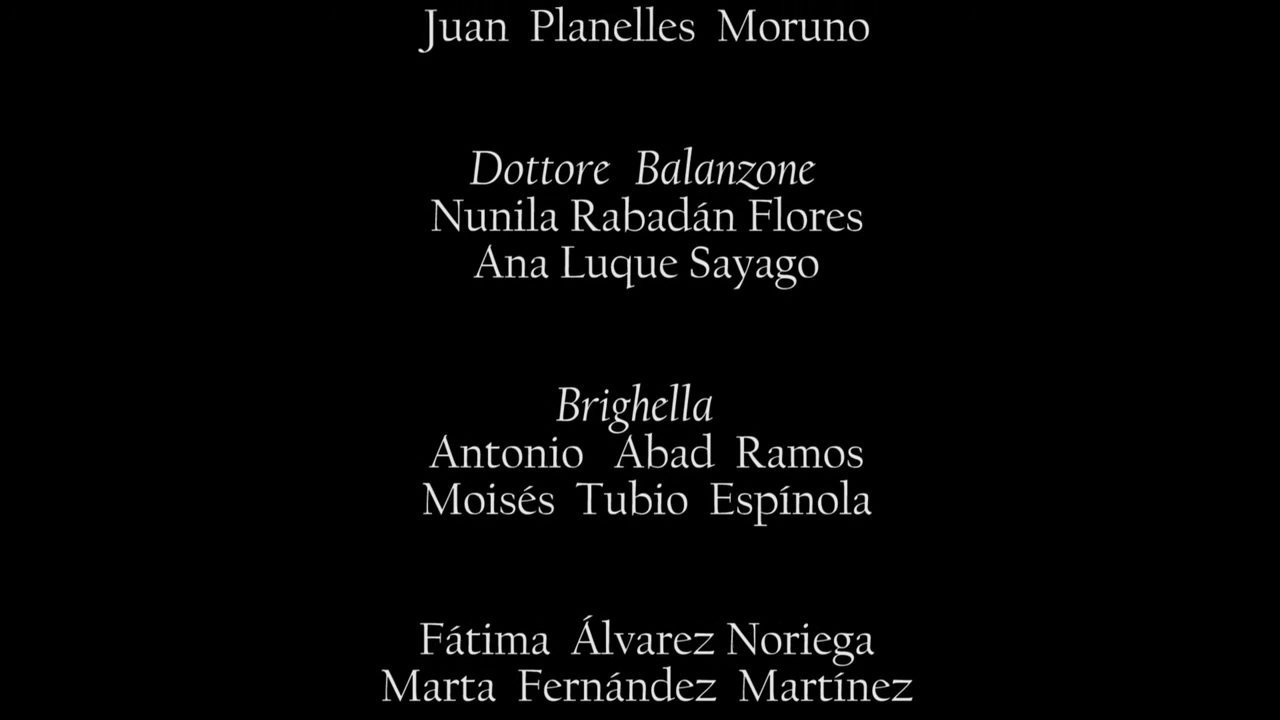 Juan Planelles Moruno
Dottore Balanzone
Nunila Rabadán Flores
Ana Luque Sayago
Brighella
Antonio Abad Ramos
Moisés Tubio Espínola
Fátima Álvarez Noriega
Marta Fernández Martínez